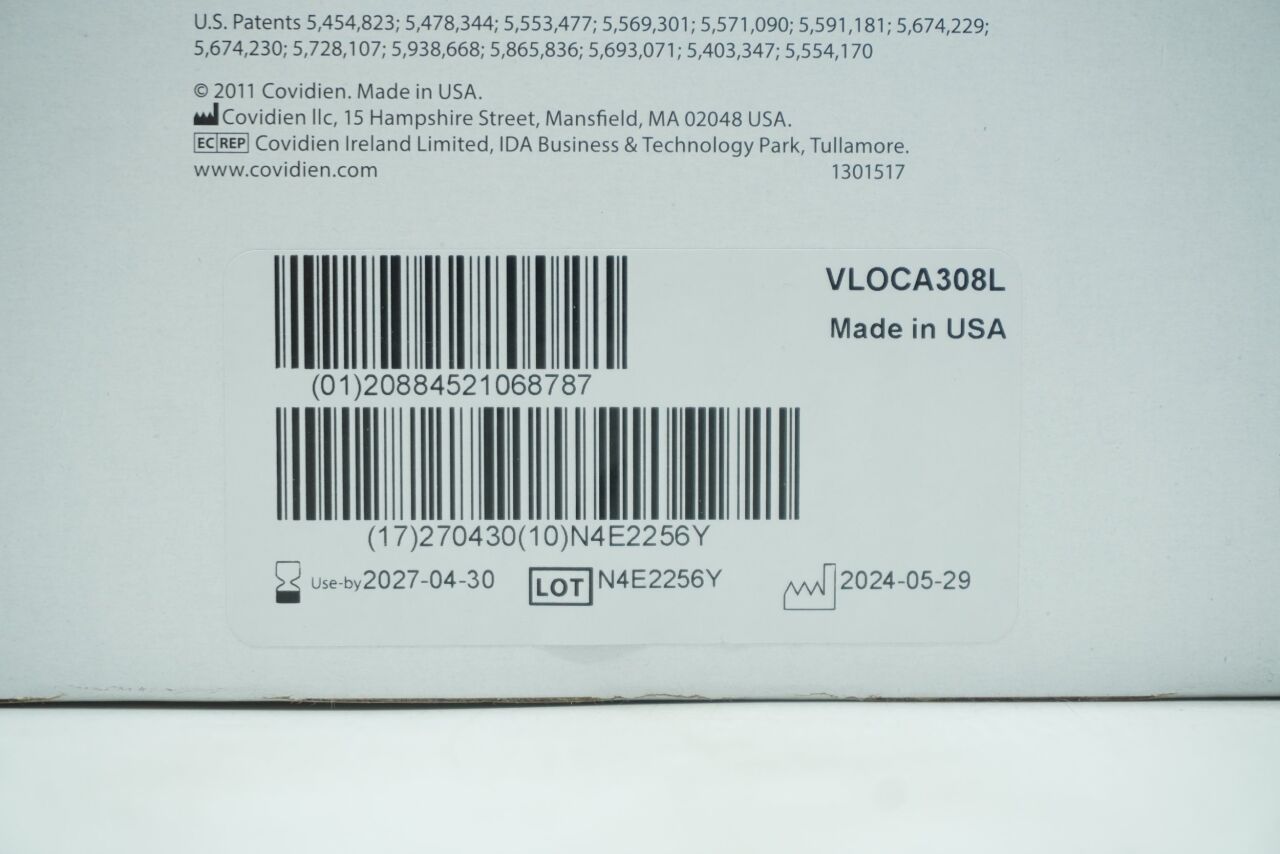 U.S. Patents 5,454,823; 5,478,344; 5,553,477; 5,569,301; 5,571,090; 5,591,181; 5,674,229;
5,674,230; 5,728,107; 5,938,668; 5,865,836; 5,693,071; 5,403,347; 5,554,170
© 2011 Covidien. Made in USA.
Covidien llc, 15 Hampshire Street, Mansfield, MA 02048 USA.
EC REP Covidien Ireland Limited, IDA Business & Technology Park, Tullamore.
www.covidien.com 1301517
VLOCA308L
Made in USA
(01)20884521068787
(17)270430(10)N4E2256Y
Use-by 2027-04-30 LOT N4E2256Y 2024-05-29